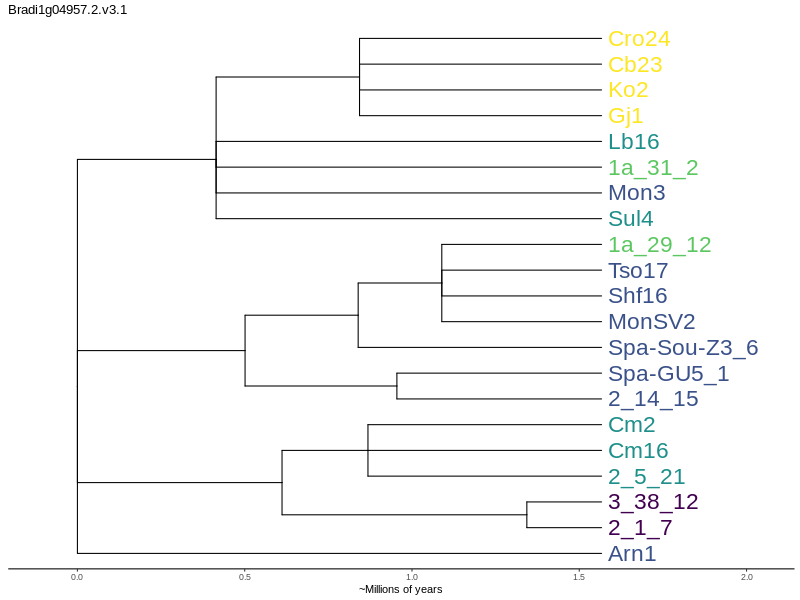 Bradi1g04957.2.v3.1
Cro24
Cb23
Ko2
Gj1
Lb16
1a_31_2
Mon3
Sul4
1a_29_12
Tso17
Shf16
MonSV2
Spa-Sou-Z3_6
Spa-GU5_1
2_14_15
Cm2
Cm16
2_5_21
3_38_12
2_1_7
Arn1
0.0 0.5 1.0 1.5 2.0
~Millions of years